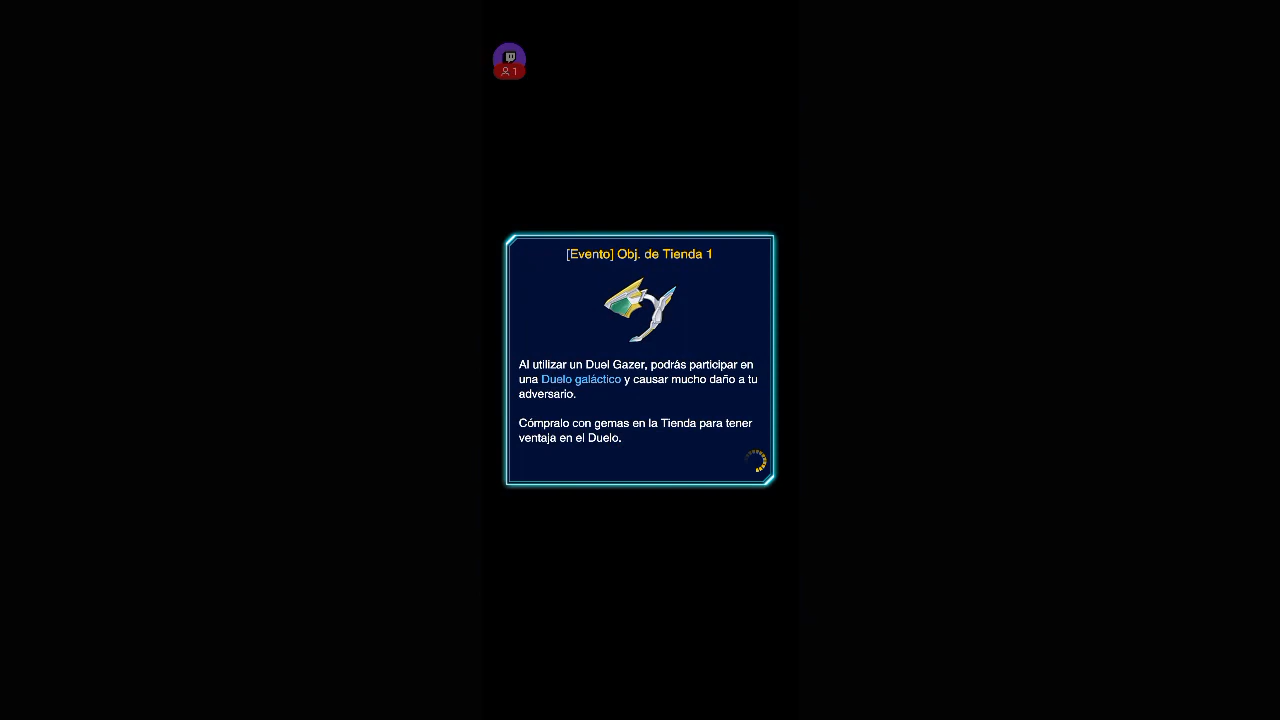 1
[Evento] Obj. de Tienda 1
Al utilizar un Duel Gazer, podrás participar en
una Duelo galáctico y causar mucho daño a tu
adversario.
Cómpralo con gemas en la Tienda para tener
ventaja en el Duelo.